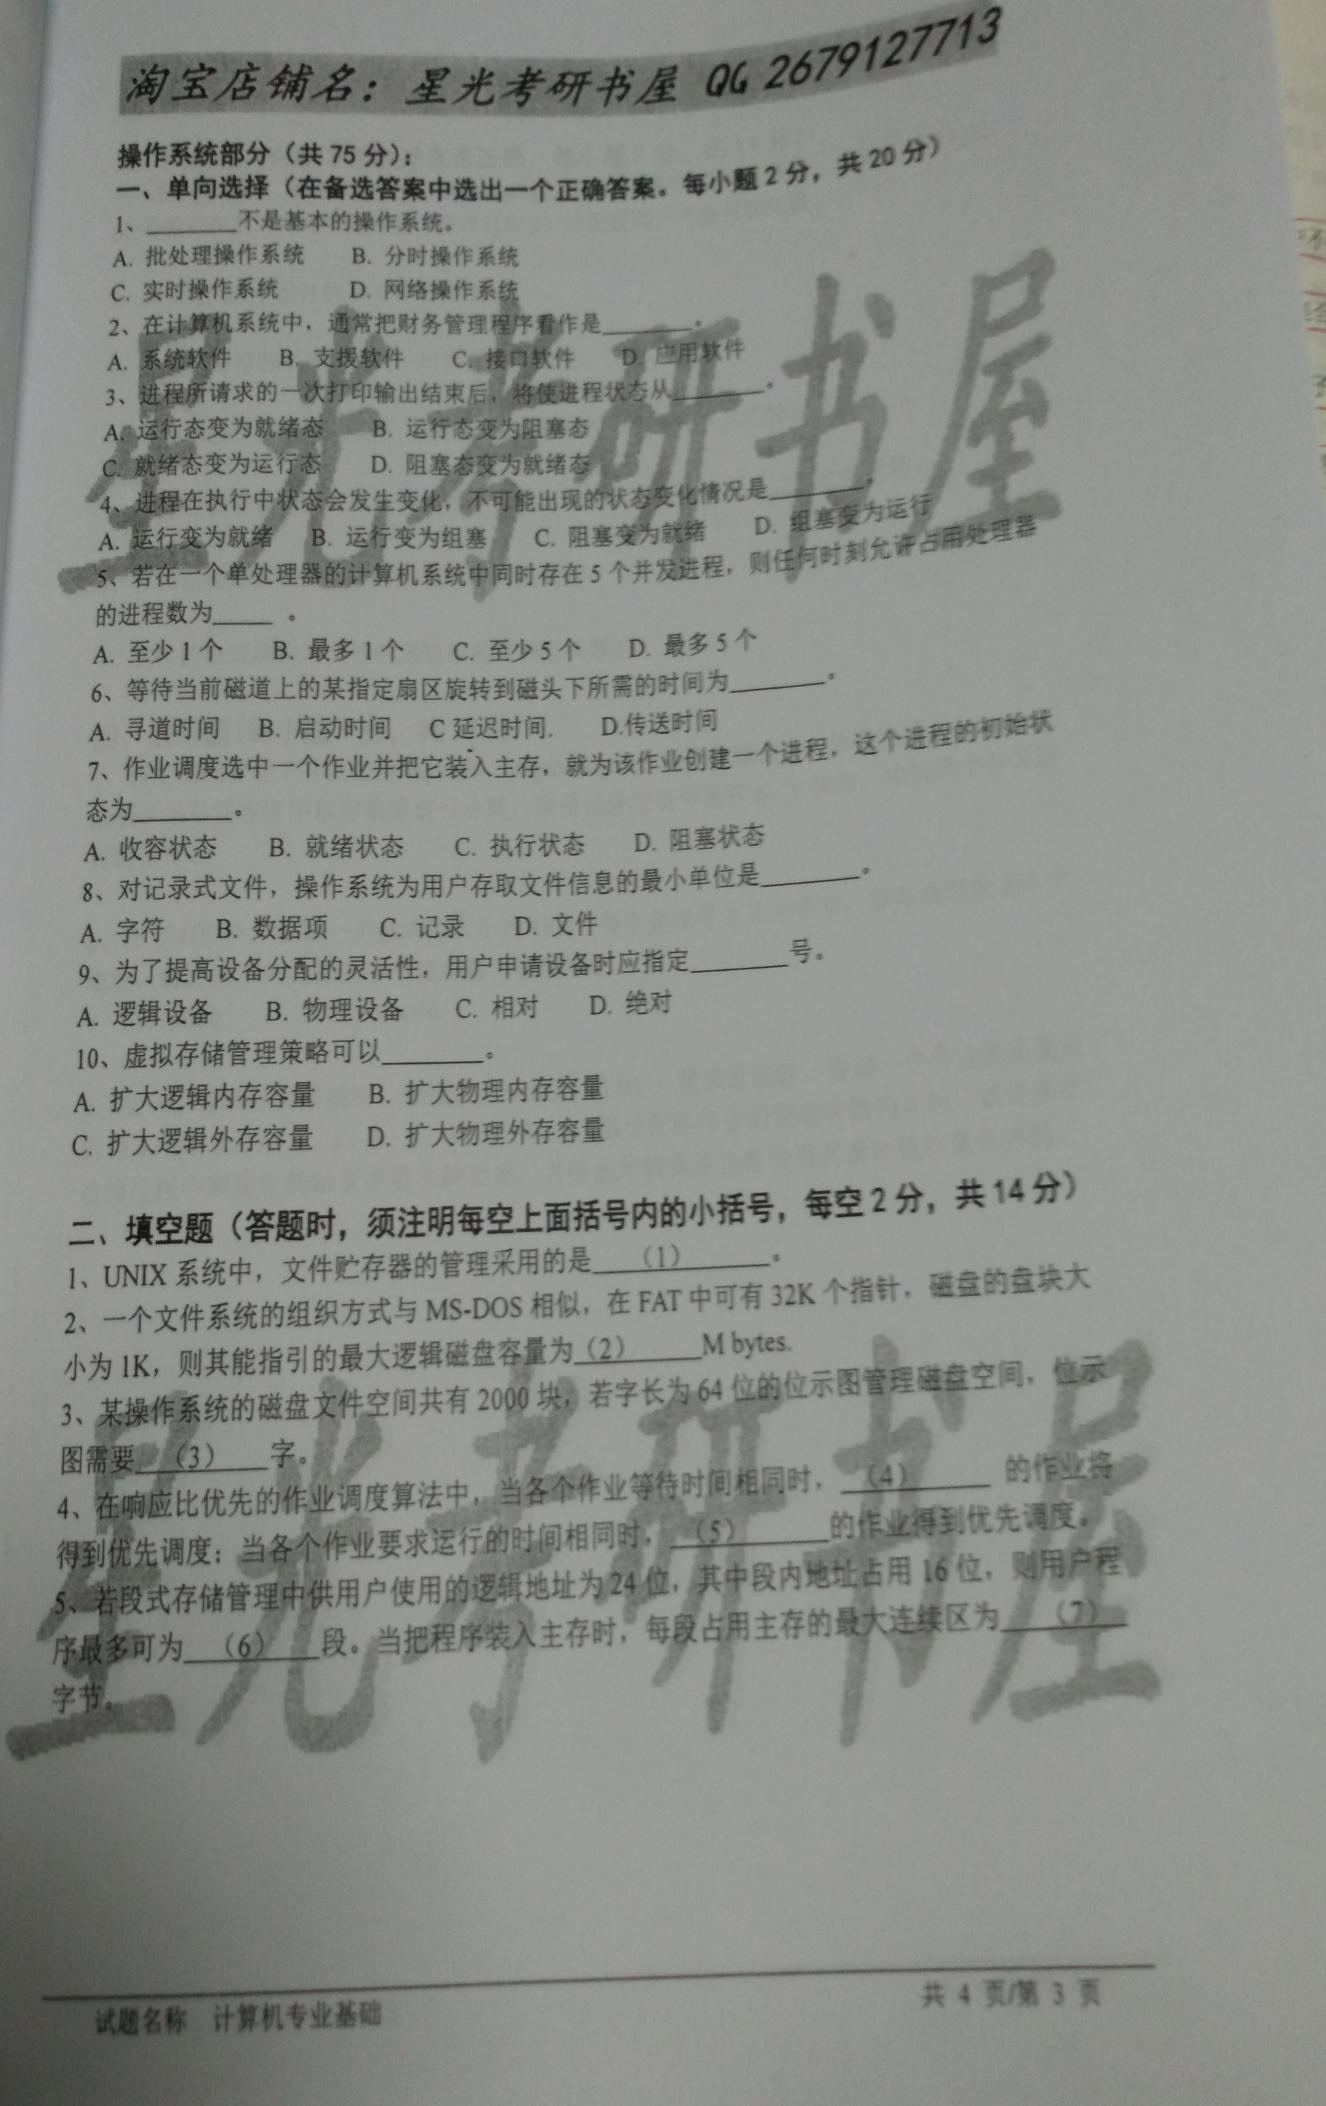 淘宝店铺名：星光考研书屋 QG 2679127713
操作系统部分（共 75 分）：
一、单向选择（在备选答案中选出一个正确答案。每小题 2 分，共 20 分）
1、________不是基本的操作系统。
A. 批处理操作系统 B. 分时操作系统
C. 实时操作系统 D. 网络操作系统
2、在计算机系统中，通常把财务管理程序看作是________。
A. 系统软件 B. 支援软件 C. 接口软件 D. 应用软件
3、进程所请求的一次打印输出结束后，将使进程状态从________。
A. 运行态变为就绪态 B. 运行态变为阻塞态
C. 就绪态变为运行态 D. 阻塞态变为就绪态
4、进程在执行中状态会发生变化，不可能出现的状态变化情况是________。
A. 运行变为就绪 B. 运行变为组塞 C. 阻塞变为就绪 D. 组塞变为运行
5、若在一个单处理器的计算机系统中同时存在 5 个并发进程，则任何时刻允许占用处理器
的进程数为_____ 。
A. 至少 1 个 B. 最多 1 个 C. 至少 5 个 D. 最多 5 个
6、等待当前磁道上的某指定扇区旋转到磁头下所需的时间为________。
A. 寻道时间 B. 启动时间 C 延迟时间. D.传送时间
7、作业调度选中一个作业并把它装入主存，就为该作业创建一个进程，这个进程的初始状
态为________。
A. 收容状态 B. 就绪状态 C. 执行状态 D. 阻塞状态
8、对记录式文件，操作系统为用户存取文件信息的最小单位是________。
A. 字符 B. 数据项 C. 记录 D. 文件
9、为了提高设备分配的灵活性，用户申请设备时应指定________号。
A. 逻辑设备 B. 物理设备 C. 相对 D. 绝对
10、虚拟存储管理策略可以________。
A. 扩大逻辑内存容量 B. 扩大物理内存容量
C. 扩大逻辑外存容量 D. 扩大物理外存容量
二、填空题（答题时，须注明每空上面括号内的小括号，每空 2 分，共 14 分）
1、UNIX 系统中，文件贮存器的管理采用的是___（1）_______。
2、一个文件系统的组织方式与 MS-DOS 相似，在 FAT 中可有 32K 个指针，磁盘的盘块大
小为 1K，则其能指引的最大逻辑磁盘容量为（2）______M bytes.
3、某操作系统的磁盘文件空间共有 2000 块，若字长为 64 位的位示图管理磁盘空间，位示
图需要__（3）____字。
4、在响应比优先的作业调度算法中，当各个作业等待时间相同时，__（4）______ 的作业将
得到优先调度；当各个作业要求运行的时间相同时，__（5）_______的作业得到优先调度。
5、若段式存储管理中供用户使用的逻辑地址为 24 位，其中段内地址占用 16 位，则用户程
序最多可为___（6）____段。当把程序装入主存时，每段占用主存的最大连续区为____（7）__
字节。
试题名称 计算机专业基础
共 4 页/第 3 页
星光考研书屋
星光考研书屋